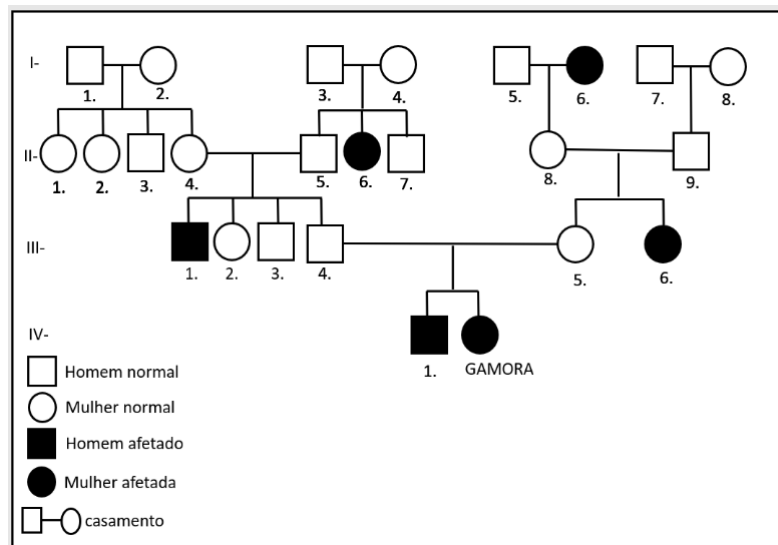 I-
1. 2. 3. 4. 5. 6. 7. 8.
II-
1. 2. 3. 4. 5. 6. 7. 8. 9.
III-
1. 2. 3. 4. 5. 6.
IV-
1. GAMORA
Homem normal
Mulher normal
Homem afetado
Mulher afetada
casamento